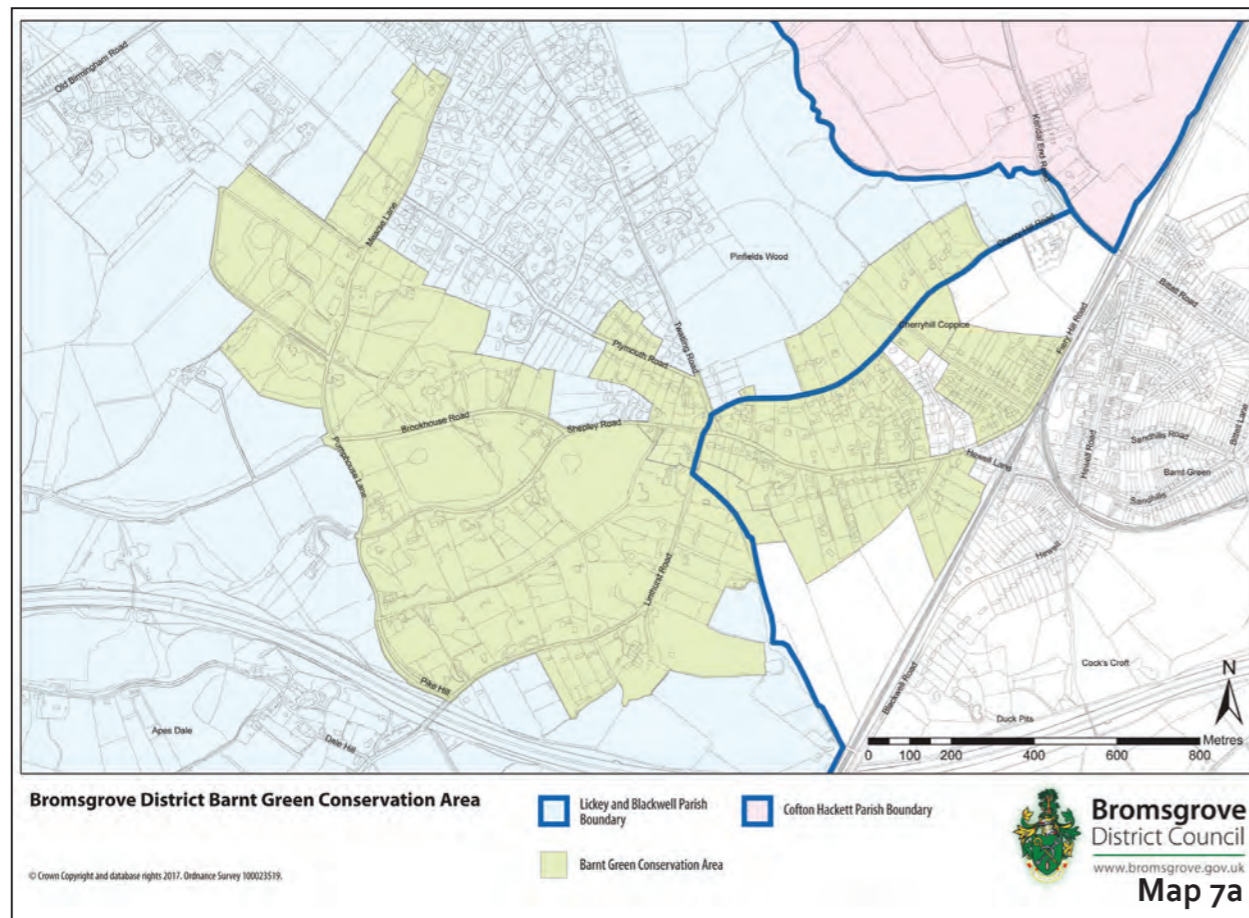 Old Birmingham Road
Kendal End Road
Mearse Lane
Cherry Hill Road
Pinfields Wood
Bittell Road
Fiery Hill Road
Cherryhill Coppice
Twatling Road
Plymouth Road
Brookhouse Road
Shepley Road
Sandhills Road
Bittell Lane
Hewell Road
Hewell Lane
Barnt Green
Pumphouse Lane
Sandhills
Hewell
Linthurst Road
Cock's Croft
Pike Hill
Blackwell Road
N
Duck Pits
Apes Dale
Dale Hill
Metres
0 100 200 400 600 800
Bromsgrove District Barnt Green Conservation Area
Lickey and Blackwell Parish
Boundary
Cofton Hackett Parish Boundary
Barnt Green Conservation Area
Bromsgrove
District Council
www.bromsgrove.gov.uk
© Crown Copyright and database rights 2017. Ordnance Survey 100023519.
Map 7a